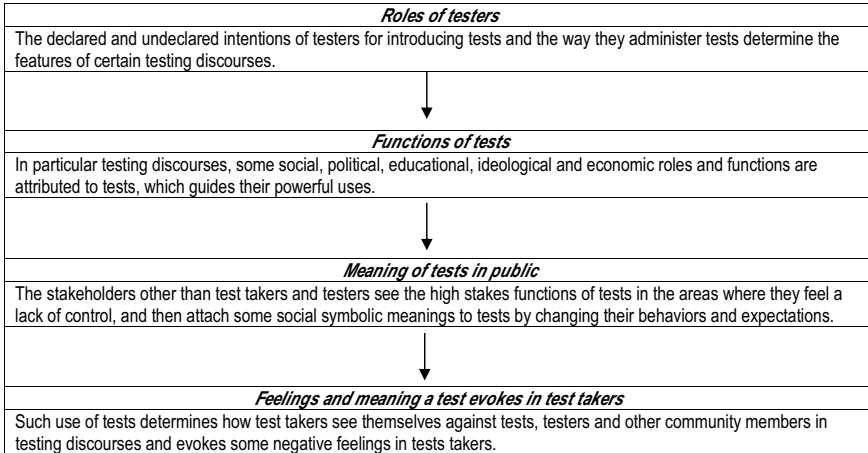 Roles of testers
The declared and undeclared intentions of testers for introducing tests and the way they administer tests determine the
features of certain testing discourses.
Functions of tests
In particular testing discourses, some social, political, educational, ideological and economic roles and functions are
attributed to tests, which guides their powerful uses.
Meaning of tests in public
The stakeholders other than test takers and testers see the high stakes functions of tests in the areas where they feel a
lack of control, and then attach some social symbolic meanings to tests by changing their behaviors and expectations.
Feelings and meaning a test evokes in test takers
Such use of tests determines how test takers see themselves against tests, testers and other community members in
testing discourses and evokes some negative feelings in tests takers.